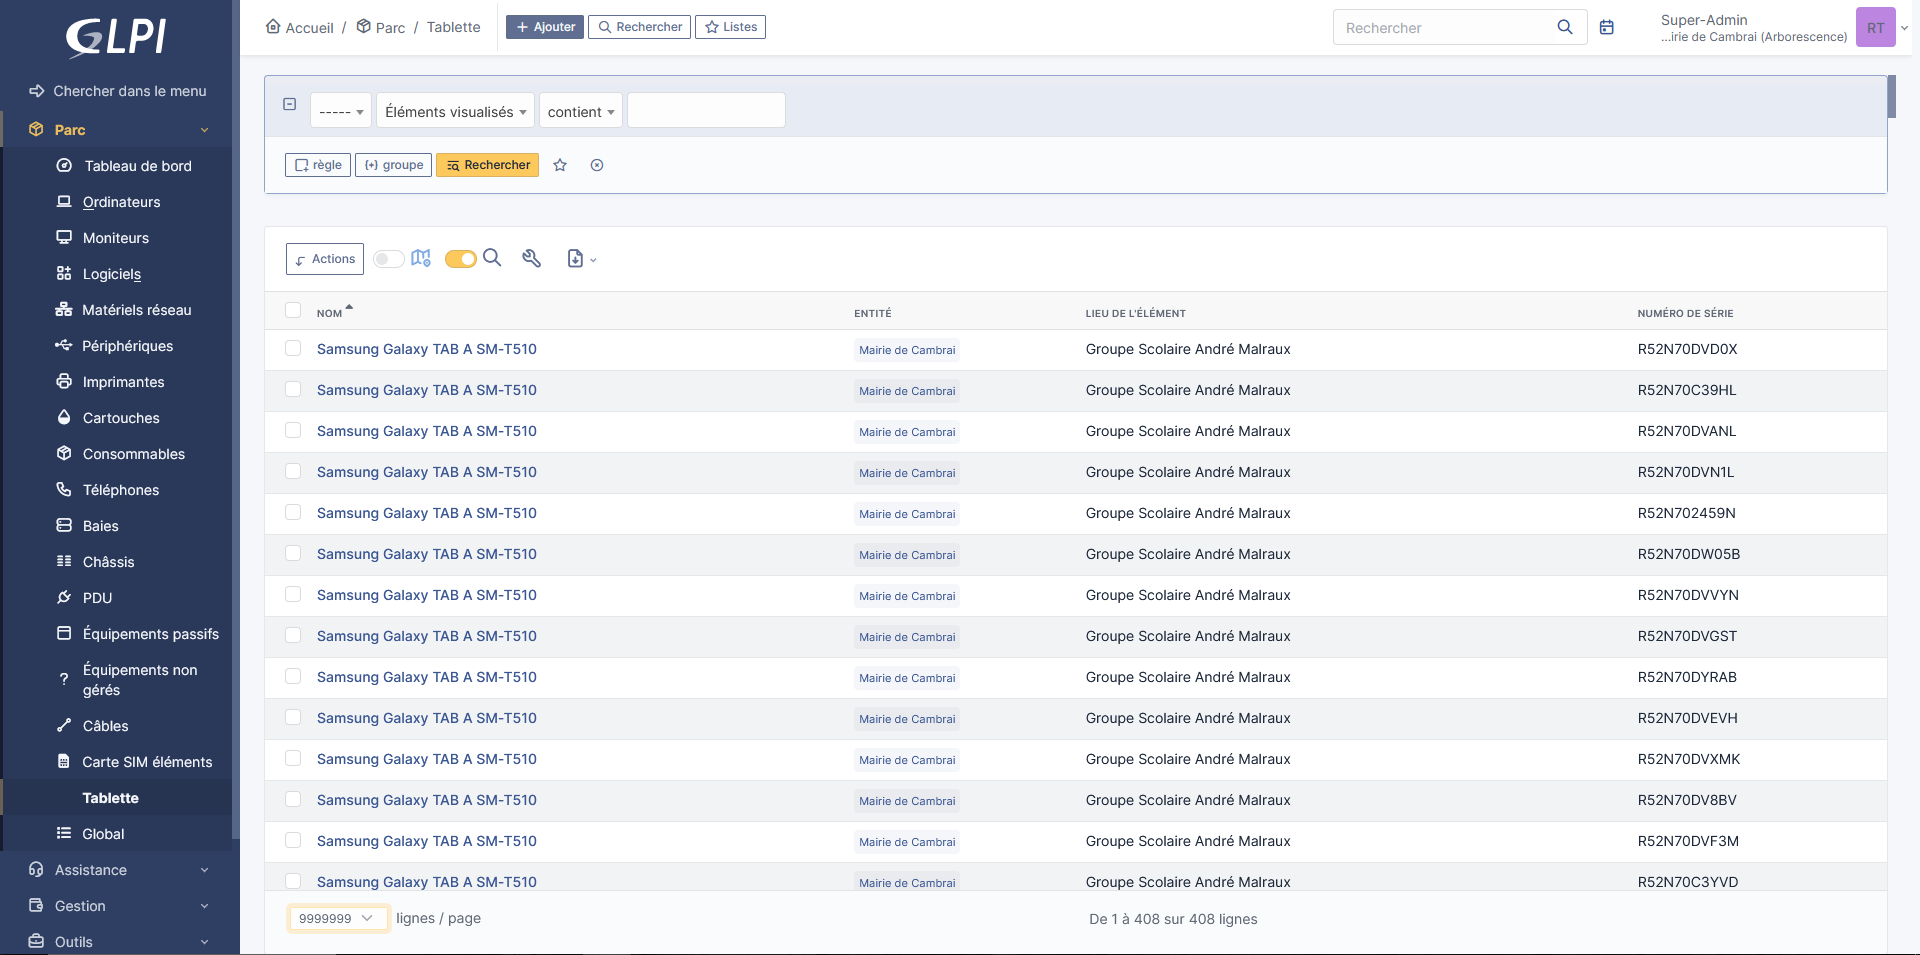 GLPI
Chercher dans le menu
Parc
Tableau de bord
Ordinateurs
Moniteurs
Logiciels
Matériels réseau
Périphériques
Imprimantes
Cartouches
Consommables
Téléphones
Baies
Châssis
PDU
Équipements passifs
Équipements non
gérés
Câbles
Carte SIM éléments
Tablette
Global
Assistance
Gestion
Outils
Accueil / Parc / Tablette
Ajouter Rechercher Listes
Rechercher
Super-Admin
...irie de Cambrai (Arborescence)
RT
----- Éléments visualisés contient
règle groupe Rechercher
Actions
NOM ENTITÉ LIEU DE L'ÉLÉMENT NUMÉRO DE SÉRIE
Samsung Galaxy TAB A SM-T510 Mairie de Cambrai Groupe Scolaire André Malraux R52N70DVD0X
Samsung Galaxy TAB A SM-T510 Mairie de Cambrai Groupe Scolaire André Malraux R52N70C39HL
Samsung Galaxy TAB A SM-T510 Mairie de Cambrai Groupe Scolaire André Malraux R52N70DVANL
Samsung Galaxy TAB A SM-T510 Mairie de Cambrai Groupe Scolaire André Malraux R52N70DVN1L
Samsung Galaxy TAB A SM-T510 Mairie de Cambrai Groupe Scolaire André Malraux R52N702459N
Samsung Galaxy TAB A SM-T510 Mairie de Cambrai Groupe Scolaire André Malraux R52N70DW05B
Samsung Galaxy TAB A SM-T510 Mairie de Cambrai Groupe Scolaire André Malraux R52N70DVVYN
Samsung Galaxy TAB A SM-T510 Mairie de Cambrai Groupe Scolaire André Malraux R52N70DVGST
Samsung Galaxy TAB A SM-T510 Mairie de Cambrai Groupe Scolaire André Malraux R52N70DYRAB
Samsung Galaxy TAB A SM-T510 Mairie de Cambrai Groupe Scolaire André Malraux R52N70DVEVH
Samsung Galaxy TAB A SM-T510 Mairie de Cambrai Groupe Scolaire André Malraux R52N70DVXMK
Samsung Galaxy TAB A SM-T510 Mairie de Cambrai Groupe Scolaire André Malraux R52N70DV8BV
Samsung Galaxy TAB A SM-T510 Mairie de Cambrai Groupe Scolaire André Malraux R52N70DVF3M
Samsung Galaxy TAB A SM-T510 Mairie de Cambrai Groupe Scolaire André Malraux R52N70C3YVD
9999999 lignes / page De 1 à 408 sur 408 lignes